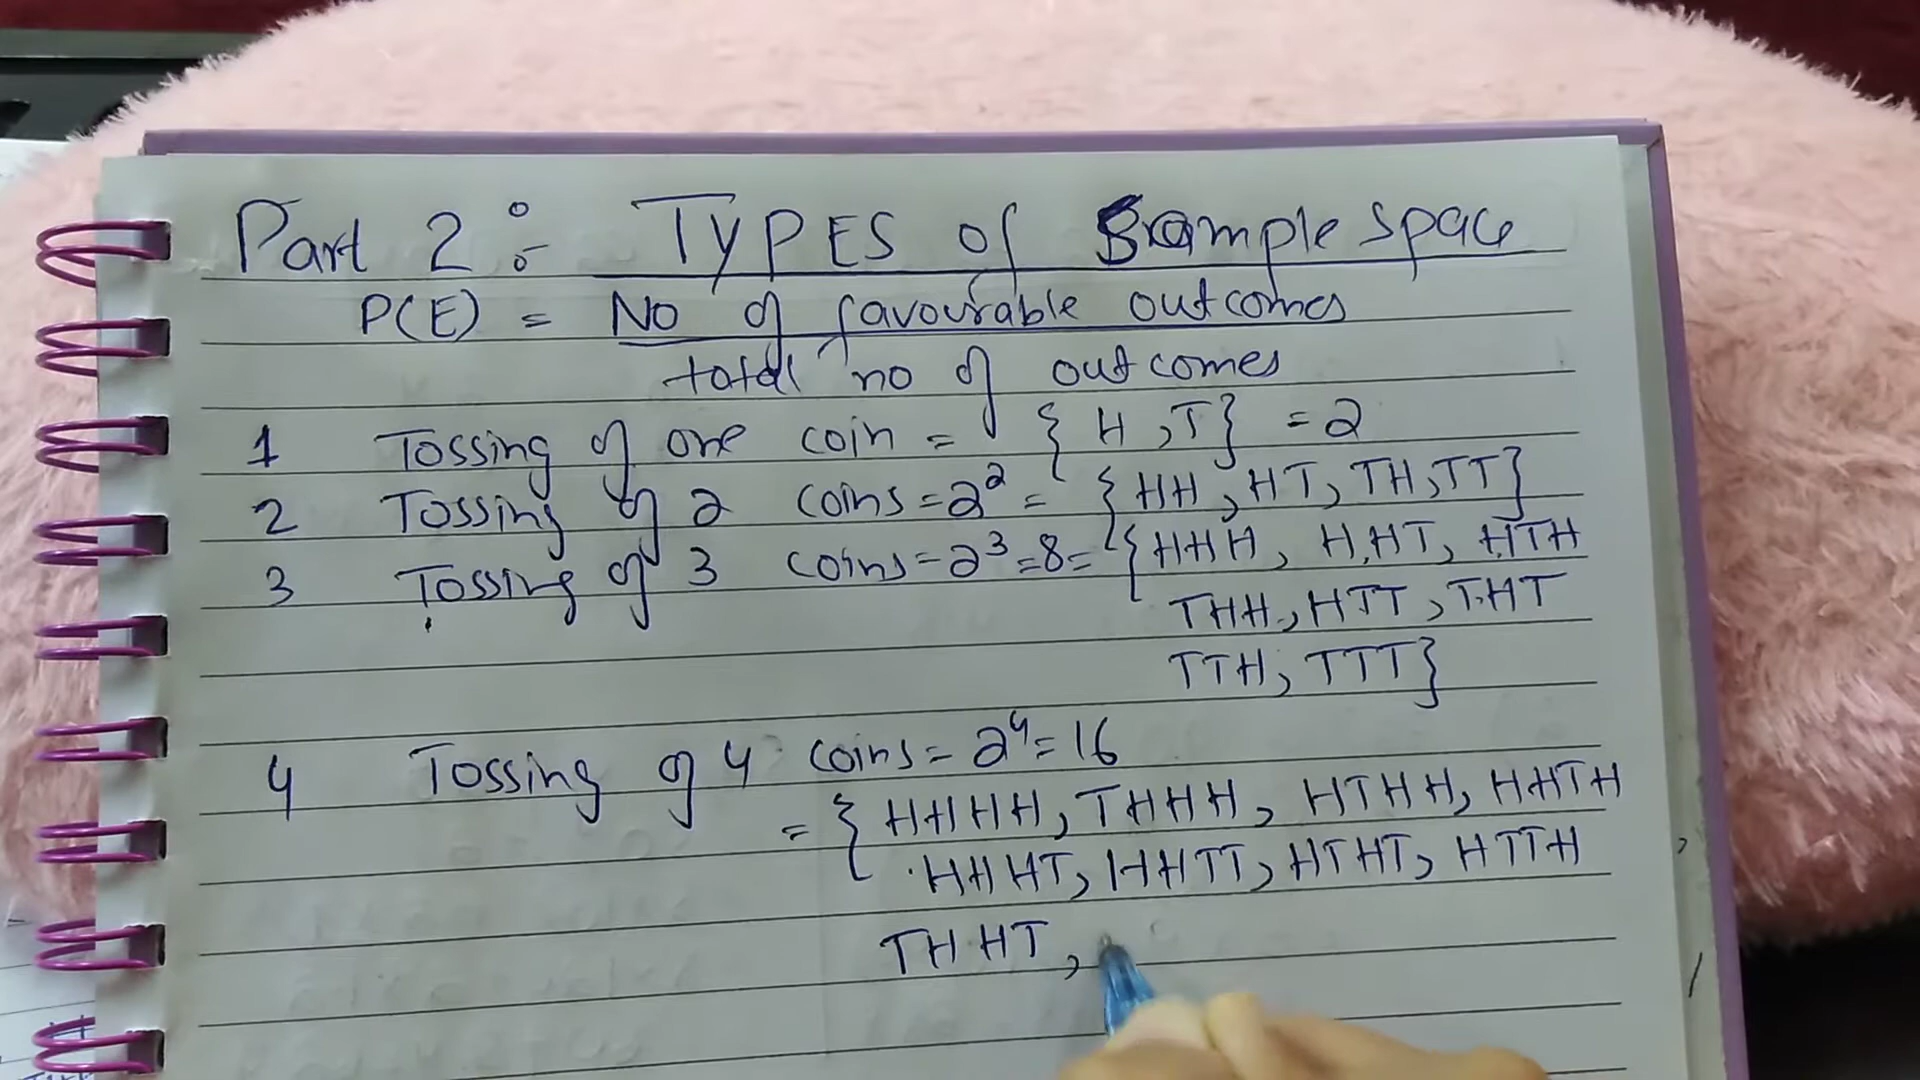 Part 2 : TYPES of Sample space
P(E) = No of favourable outcomes
total no of outcomes
1 Tossing of one coin = { H , T } = 2
2 Tossing of 2 coins = 2² = { HH , HT, TH, TT }
3 Tossing of 3 coins = 2³ = 8 = { HHH, HHT, HTH
THH, HTT, THT
TTH, TTT }
4 Tossing of 4 coins = 2⁴ = 16
= { HHHH, THHH, HTHH, HHTH
HHHT, HHTT, HTHT, HTTH
THHT,